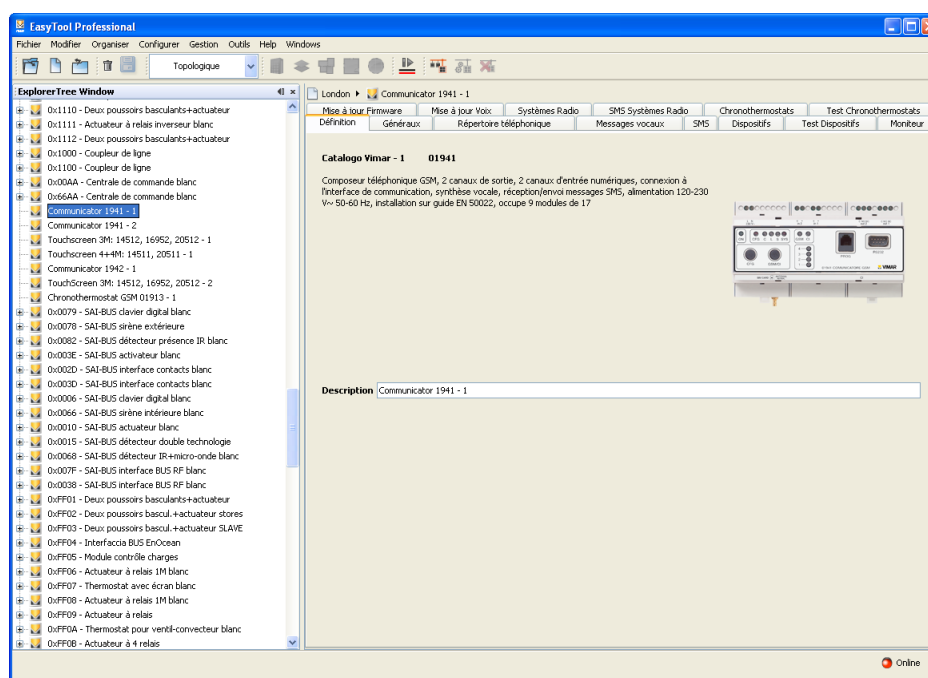 EasyTool Professional
Fichier Modifier Organiser Configurer Gestion Outils Help Windows
Topologique
ExplorerTree Window
0x1110 - Deux poussoirs basculants+actuateur
0x1111 - Actuateur à relais inverseur blanc
0x1112 - Deux poussoirs basculants+actuateur
0x1000 - Coupleur de ligne
0x1100 - Coupleur de ligne
0x00AA - Centrale de commande blanc
0x66AA - Centrale de commande blanc
Communicator 1941 - 1
Communicator 1941 - 2
Touchscreen 3M: 14512, 16952, 20512 - 1
Touchscreen 4+4M: 14511, 20511 - 1
Communicator 1942 - 1
TouchScreen 3M: 14512, 16952, 20512 - 2
Chronothermostat GSM 01913 - 1
0x0079 - SAI-BUS clavier digital blanc
0x0078 - SAI-BUS sirène extérieure
0x0082 - SAI-BUS détecteur présence IR blanc
0x003E - SAI-BUS activateur blanc
0x002D - SAI-BUS interface contacts blanc
0x003D - SAI-BUS interface contacts blanc
0x0006 - SAI-BUS clavier digital blanc
0x0066 - SAI-BUS sirène intérieure blanc
0x0010 - SAI-BUS actuateur blanc
0x0015 - SAI-BUS détecteur double technologie
0x0068 - SAI-BUS détecteur IR+micro-onde blanc
0x007F - SAI-BUS interface BUS RF blanc
0x0038 - SAI-BUS interface BUS RF blanc
0xFF01 - Deux poussoirs basculants+actuateur
0xFF02 - Deux poussoirs bascul.+actuateur stores
0xFF03 - Deux poussoirs bascul.+actuateur SLAVE
0xFF04 - Interfaccia BUS EnOcean
0xFF05 - Module contrôle charges
0xFF06 - Actuateur à relais 1M blanc
0xFF07 - Thermostat avec écran blanc
0xFF08 - Actuateur à relais 1M blanc
0xFF09 - Actuateur à relais
0xFF0A - Thermostat pour ventil-convecteur blanc
0xFF0B - Actuateur à 4 relais
London Communicator 1941 - 1
Mise à jour Firmware Mise à jour Voix Systèmes Radio SMS Systèmes Radio Chronothermostats Test Chronothermostats
Définition Généraux Répertoire téléphonique Messages vocaux SMS Dispositifs Test Dispositifs Moniteur
Catalogo Vimar - 1 01941
Composeur téléphonique GSM, 2 canaux de sortie, 2 canaux d'entrée numériques, connexion à
l'interface de communication, synthèse vocale, réception/envoi messages SMS, alimentation 120-230
V~ 50-60 Hz, installation sur guide EN 50022, occupe 9 modules de 17
VIMAR
Description Communicator 1941 - 1
Online